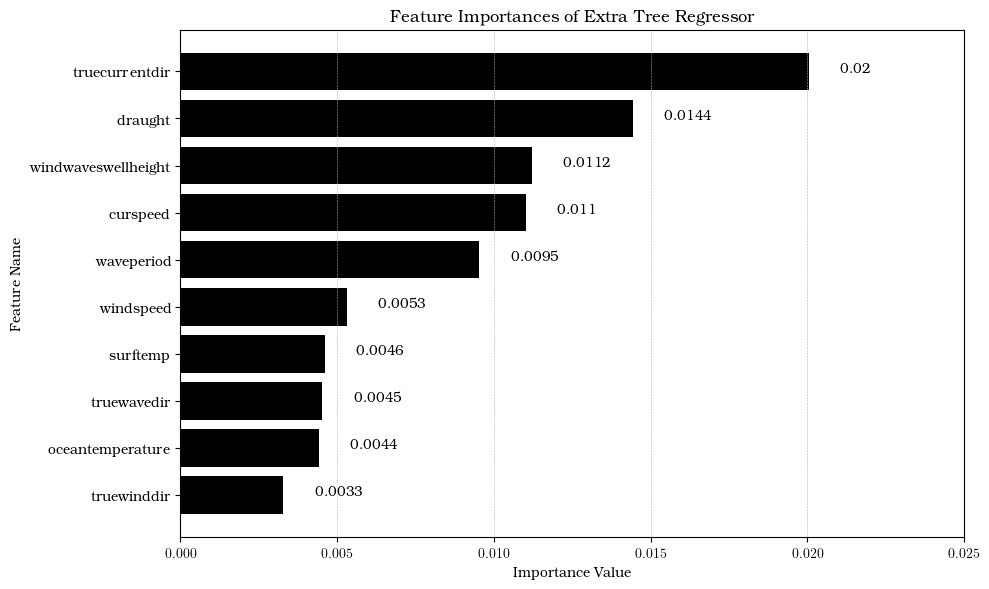 Feature Importances of Extra Tree Regressor
truecurrentdir 0.02
draught 0.0144
windwaveswellheight 0.0112
curspeed 0.011
waveperiod 0.0095
windspeed 0.0053
surftemp 0.0046
truewavedir 0.0045
oceantemperature 0.0044
truewinddir 0.0033
Feature Name
0.000 0.005 0.010 0.015 0.020 0.025
Importance Value